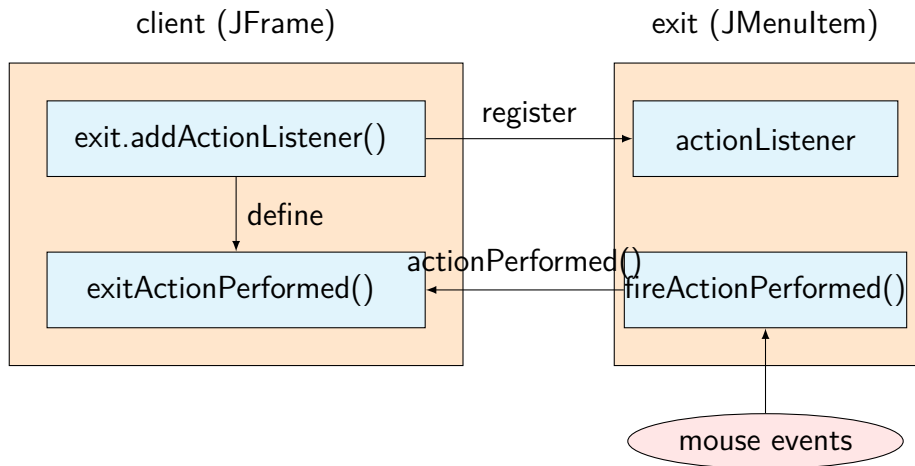 client (JFrame)
exit (JMenuItem)
exit.addActionListener()
register
actionListener
define
exitActionPerformed()
actionPerformed()
fireActionPerformed()
mouse events